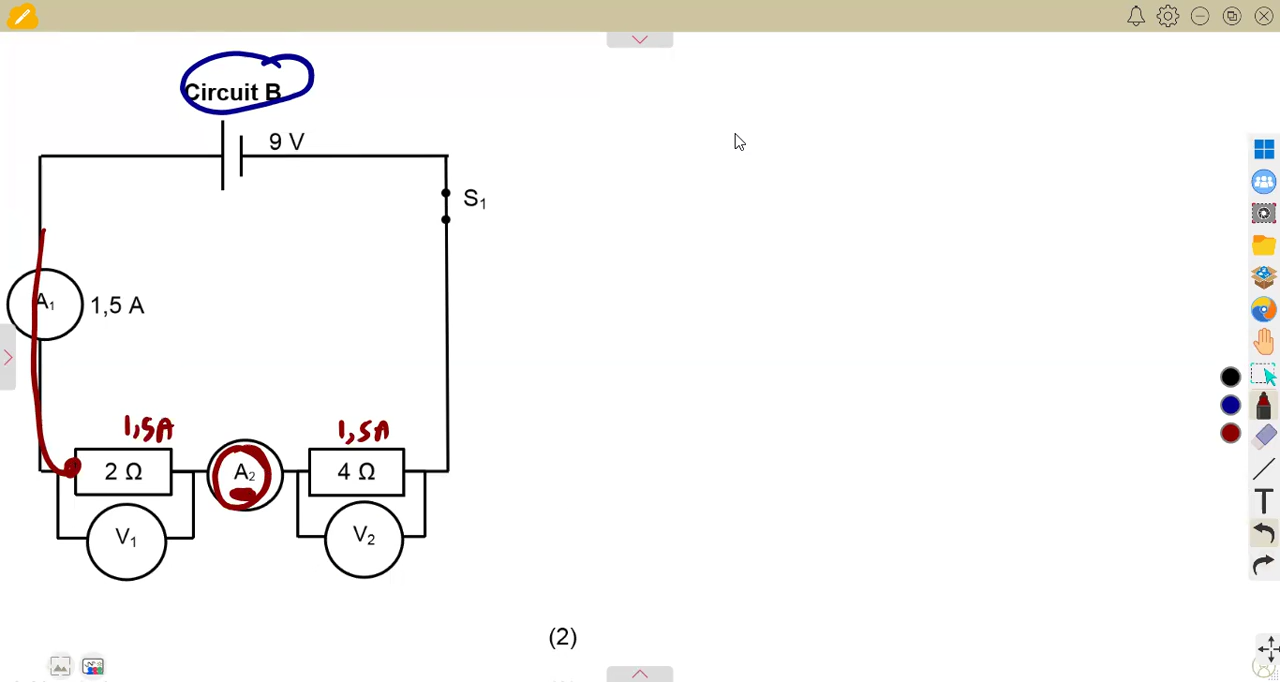 Circuit B
9 V
S₁
A₁ 1,5 A
1,5A 1,5A
2 Ω A₂ 4 Ω
V₁ V₂
(2)
T